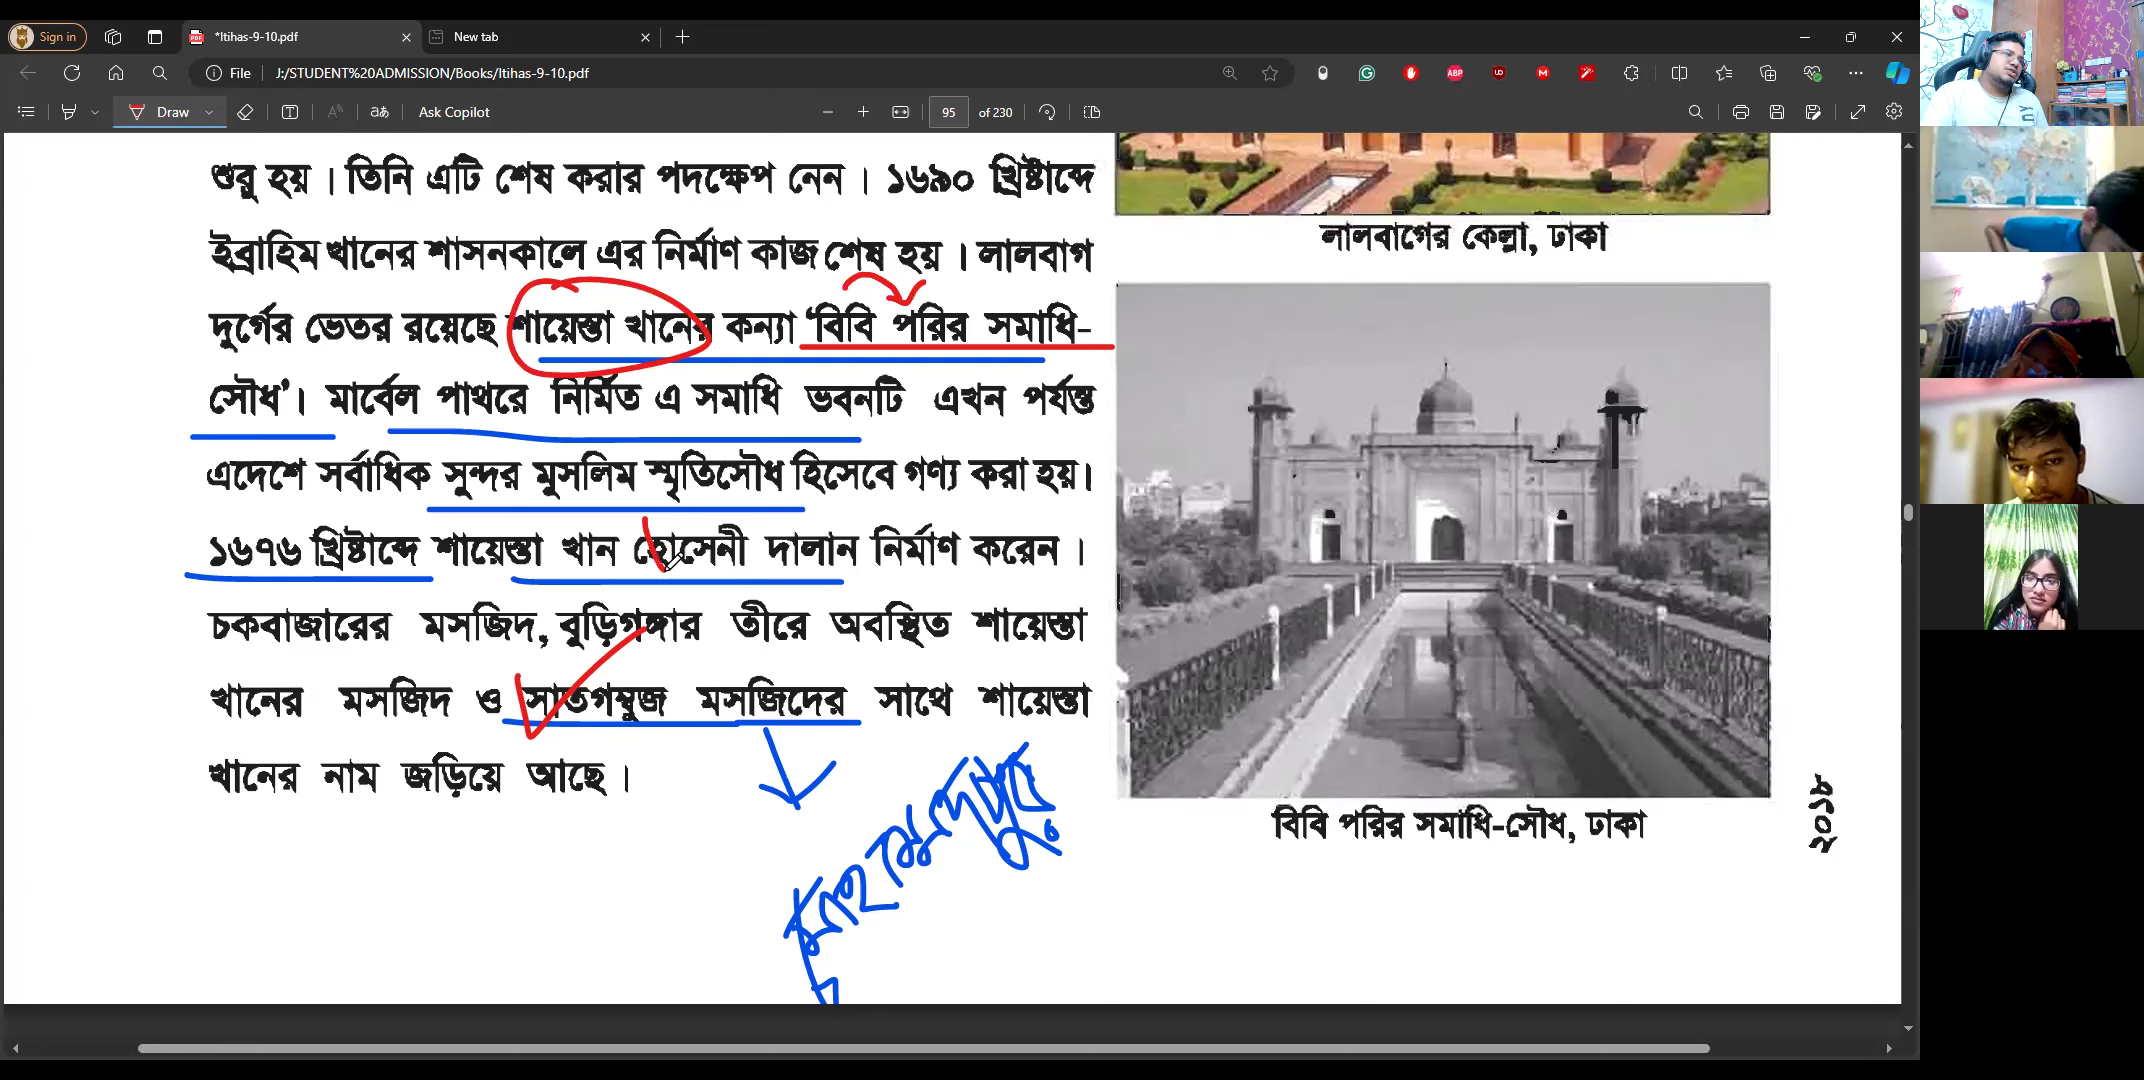 Sign in
*Itihas-9-10.pdf
New tab
File
J:/STUDENT%20ADMISSION/Books/Itihas-9-10.pdf
Draw
Ask Copilot
95
of 230
শুরু হয়। তিনি এটি শেষ করার পদক্ষেপ নেন। ১৬৯০ খ্রিষ্টাব্দে
ইব্রাহিম খানের শাসনকালে এর নির্মাণ কাজ শেষ হয়। লালবাগ
দুর্গের ভেতর রয়েছে শায়েস্তা খানের কন্যা ‘বিবি পরির সমাধি-
সৌধ’। মার্বেল পাথরে নির্মিত এ সমাধি ভবনটি এখন পর্যন্ত
এদেশে সর্বাধিক সুন্দর মুসলিম স্মৃতিসৌধ হিসেবে গণ্য করা হয়।
১৬৭৬ খ্রিষ্টাব্দে শায়েস্তা খান হোসেনী দালান নির্মাণ করেন।
চকবাজারের মসজিদ, বুড়িগঙ্গার তীরে অবস্থিত শায়েস্তা
খানের মসজিদ ও সাতগম্বুজ মসজিদের সাথে শায়েস্তা
খানের নাম জড়িয়ে আছে।
লালবাগের কেল্লা, ঢাকা
বিবি পরির সমাধি-সৌধ, ঢাকা